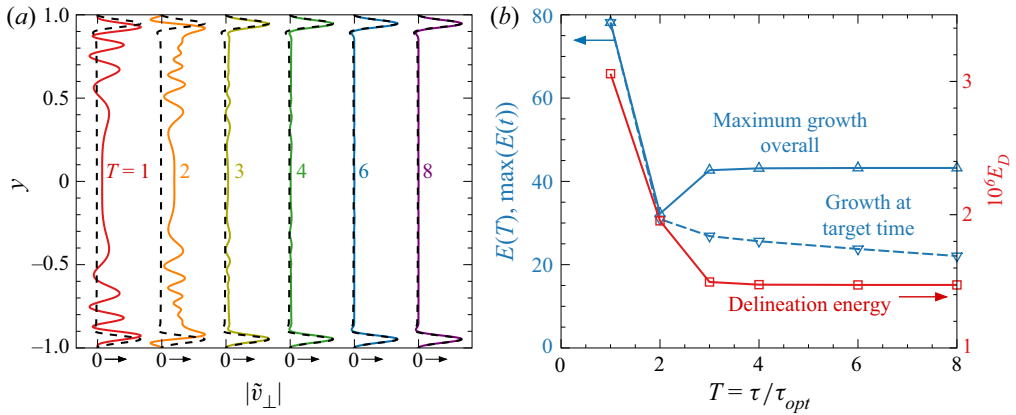 (a)
1.0
0.5
0
−0.5
−1.0
y
T = 1
2
3
4
6
8
0 0 0 0 0 0
|ṽ⊥|
(b)
80
60
40
20
0
E(T), max(E(t))
Maximum growth
overall
Growth at
target time
Delineation energy
3
2
1
10⁶E_D
0 2 4 6 8
T = τ/τ_opt